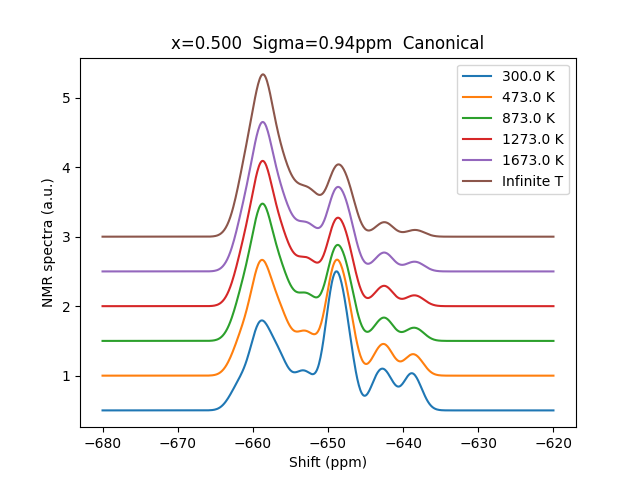 x=0.500  Sigma=0.94ppm  Canonical
NMR spectra (a.u.)
5
4
3
2
1
300.0 K
473.0 K
873.0 K
1273.0 K
1673.0 K
Infinite T
−680 −670 −660 −650 −640 −630 −620
Shift (ppm)